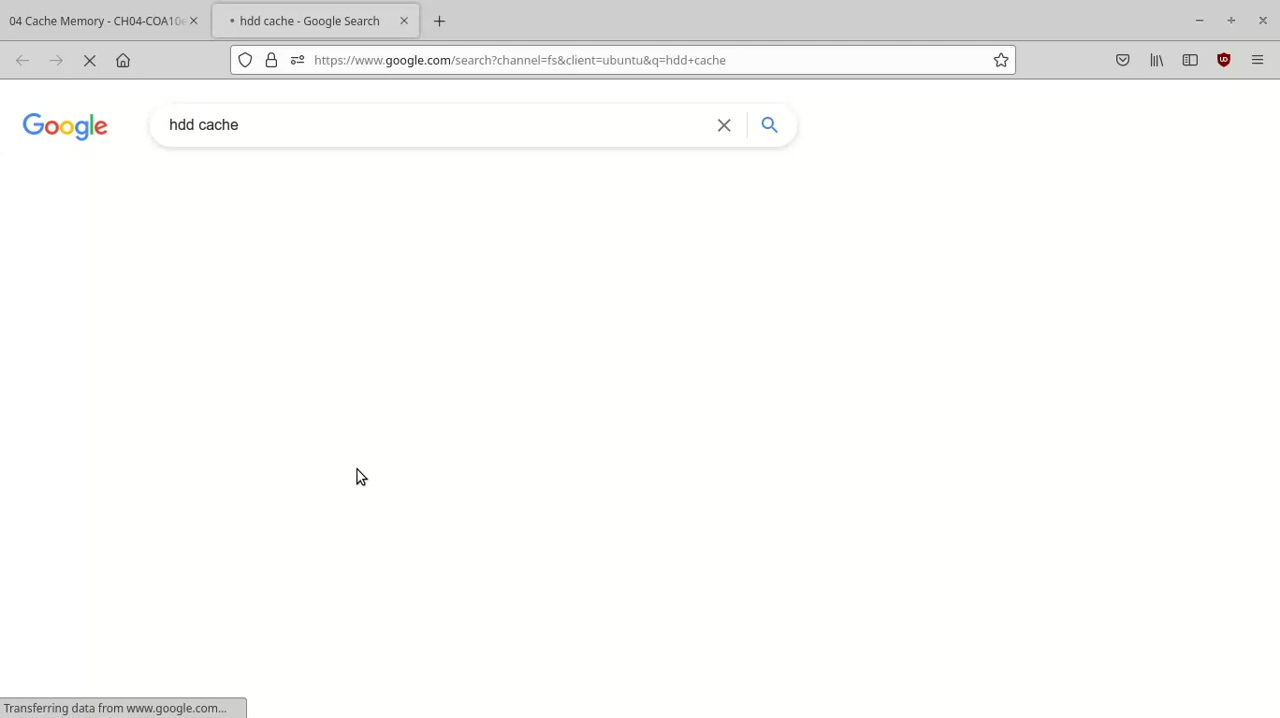 04 Cache Memory - CH04-COA10e
hdd cache - Google Search
https://www.google.com/search?channel=fs&client=ubuntu&q=hdd+cache
Google
hdd cache
Transferring data from www.google.com...